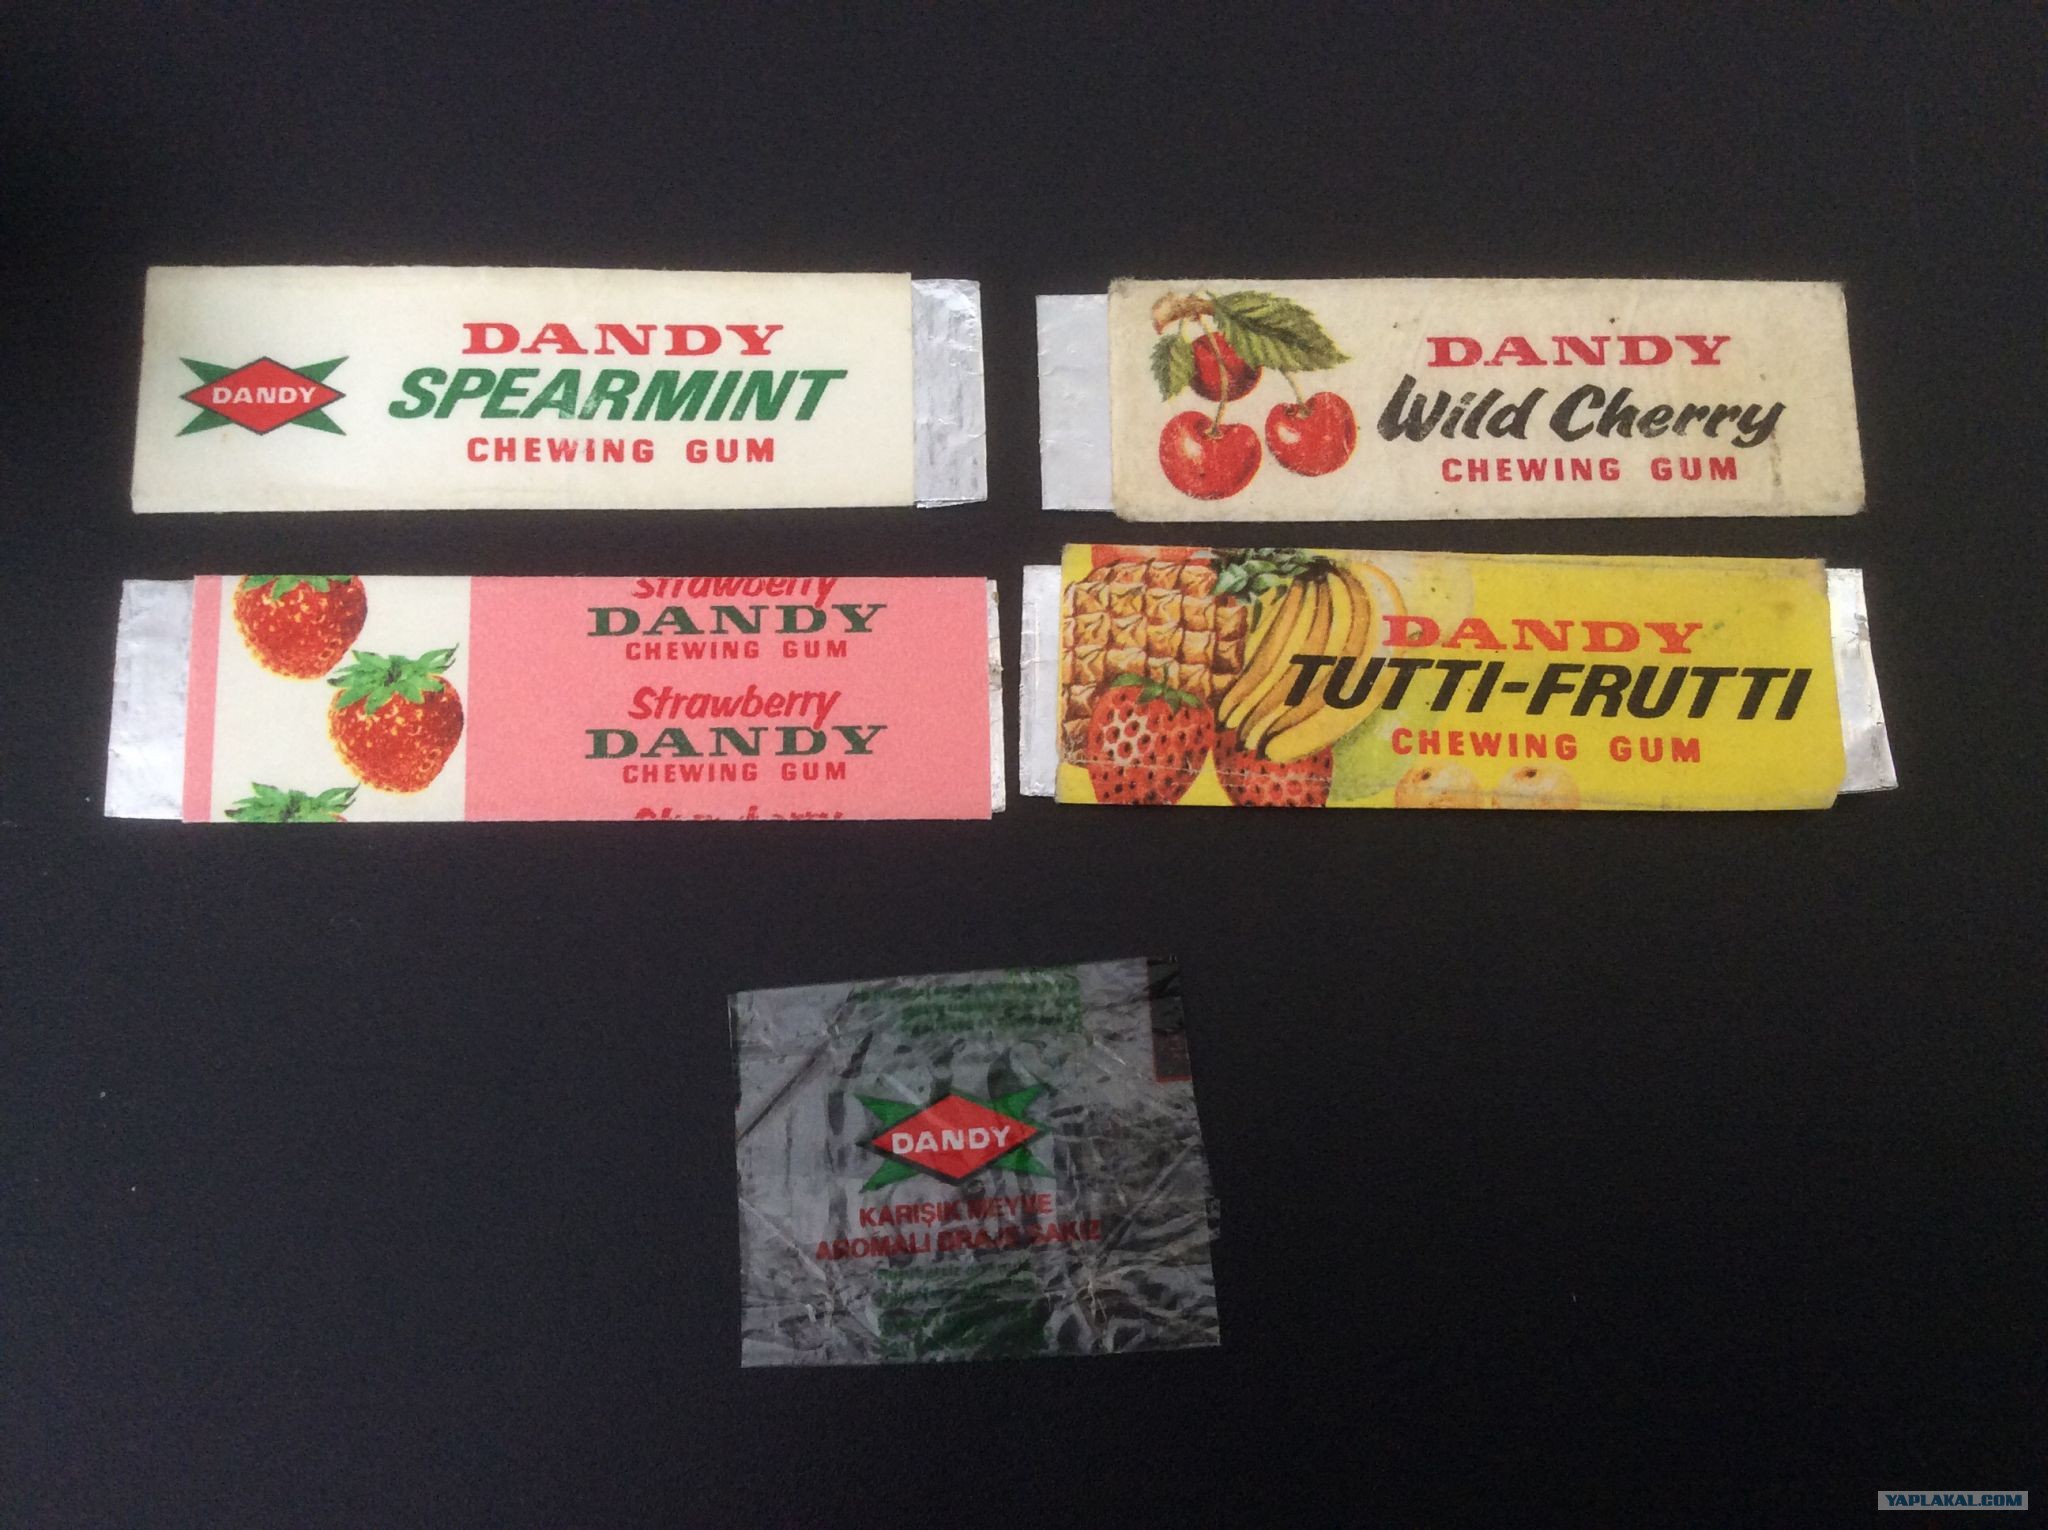 DANDY
DANDY
SPEARMINT
CHEWING GUM
DANDY
Wild Cherry
CHEWING GUM
Strawberry
DANDY
CHEWING GUM
Strawberry
DANDY
CHEWING GUM
DANDY
TUTTI-FRUTTI
CHEWING GUM
DANDY
KARIŞIK MEYVE
AROMALI DRAJE SAKIZ
YAPLAKAL.COM